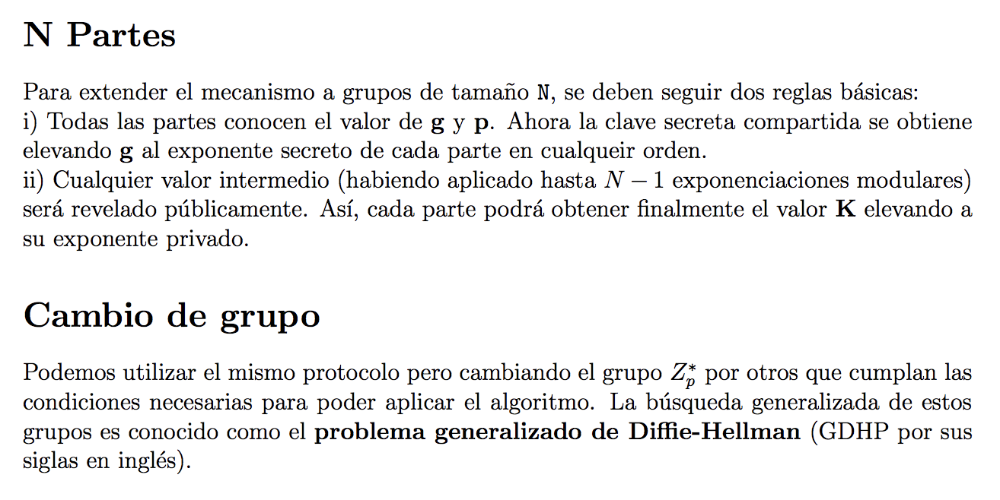 N Partes
Para extender el mecanismo a grupos de tamaño N, se deben seguir dos reglas básicas:
i) Todas las partes conocen el valor de g y p. Ahora la clave secreta compartida se obtiene
elevando g al exponente secreto de cada parte en cualqueir orden.
ii) Cualquier valor intermedio (habiendo aplicado hasta N − 1 exponenciaciones modulares)
será revelado públicamente. Así, cada parte podrá obtener finalmente el valor K elevando a
su exponente privado.
Cambio de grupo
Podemos utilizar el mismo protocolo pero cambiando el grupo Z*p por otros que cumplan las
condiciones necesarias para poder aplicar el algoritmo. La búsqueda generalizada de estos
grupos es conocido como el problema generalizado de Diffie-Hellman (GDHP por sus
siglas en inglés).